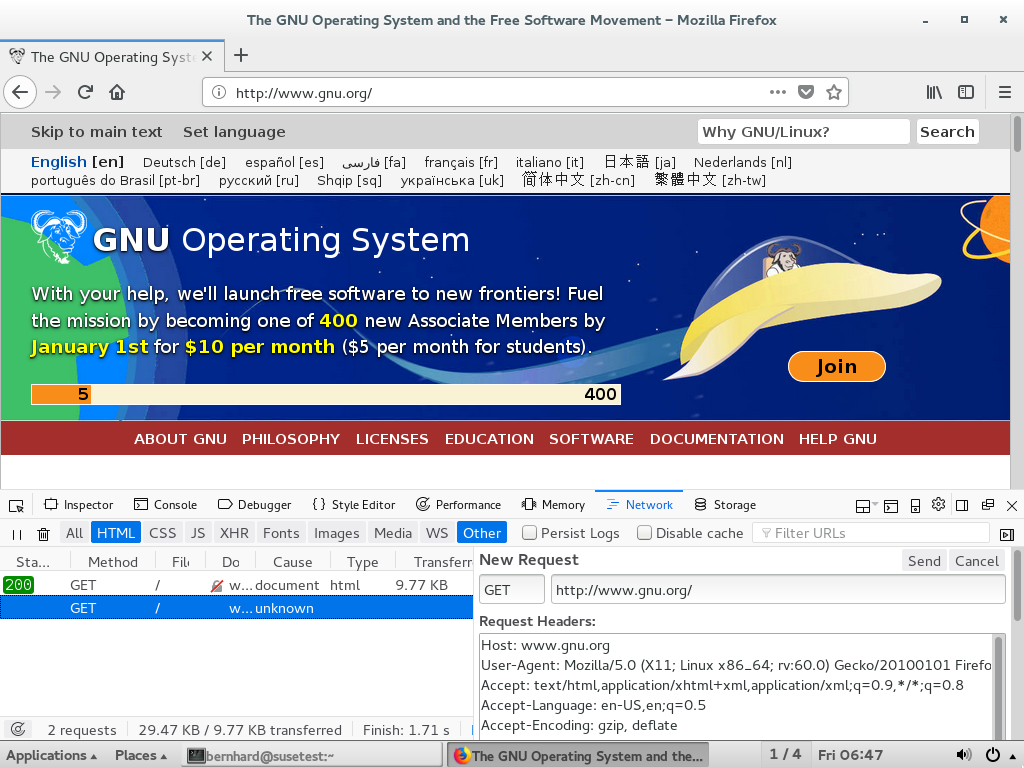 The GNU Operating System and the Free Software Movement – Mozilla Firefox
The GNU Operating Syste
http://www.gnu.org/
Skip to main text Set language Why GNU/Linux? Search
English [en] Deutsch [de] español [es] فارسی [fa] français [fr] italiano [it] 日本語 [ja] Nederlands [nl]
português do Brasil [pt-br] русский [ru] Shqip [sq] українська [uk] 简体中文 [zh-cn] 繁體中文 [zh-tw]
GNU Operating System
With your help, we'll launch free software to new frontiers! Fuel
the mission by becoming one of 400 new Associate Members by
January 1st for $10 per month ($5 per month for students).
Join
5 400
ABOUT GNU PHILOSOPHY LICENSES EDUCATION SOFTWARE DOCUMENTATION HELP GNU
Inspector Console Debugger Style Editor Performance Memory Network Storage
All HTML CSS JS XHR Fonts Images Media WS Other Persist Logs Disable cache Filter URLs
Sta... Method File Do Cause Type Transferr
200 GET / w... document html 9.77 KB
GET / w... unknown
New Request Send Cancel
GET http://www.gnu.org/
Request Headers:
Host: www.gnu.org
User-Agent: Mozilla/5.0 (X11; Linux x86_64; rv:60.0) Gecko/20100101 Firefo
Accept: text/html,application/xhtml+xml,application/xml;q=0.9,*/*;q=0.8
Accept-Language: en-US,en;q=0.5
Accept-Encoding: gzip, deflate
2 requests 29.47 KB / 9.77 KB transferred Finish: 1.71 s
Applications Places bernhard@susetest:~ The GNU Operating System and the... 1 / 4 Fri 06:47